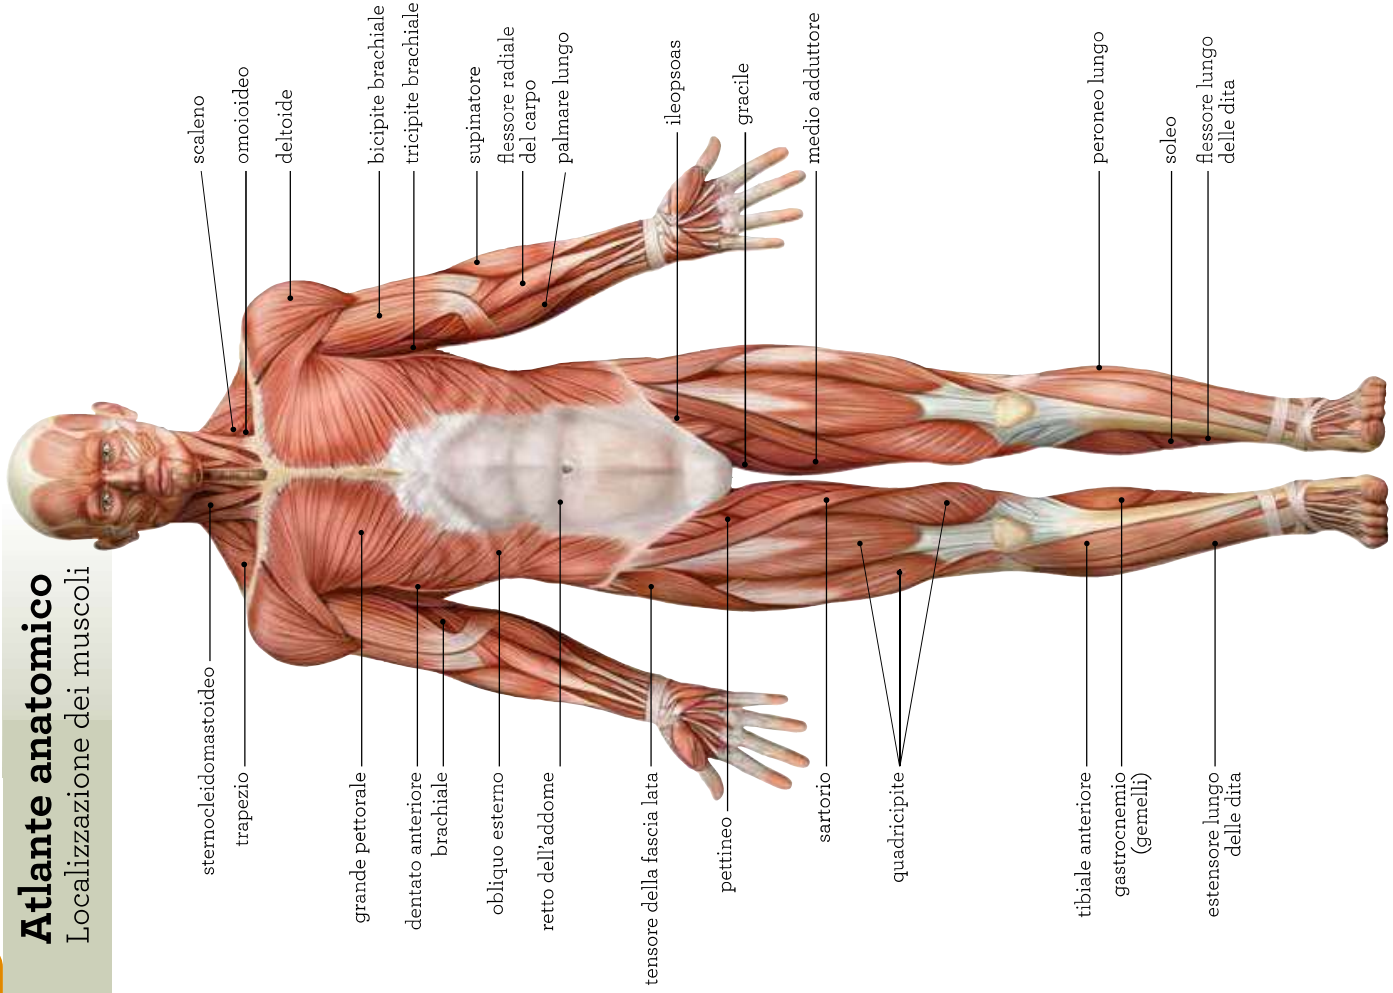 Atlante anatomico
Localizzazione dei muscoli
sternocleidomastoideo
trapezio
grande pettorale
dentato anteriore
brachiale
obliquo esterno
retto dell'addome
tensore della fascia lata
pettineo
sartorio
quadricipite
tibiale anteriore
gastrocnemio
(gemelli)
estensore lungo
delle dita
scaleno
omoioideo
deltoide
bicipite brachiale
tricipite brachiale
supinatore
flessore radiale
del carpo
palmare lungo
ileopsoas
gracile
medio adduttore
peroneo lungo
soleo
flessore lungo
delle dita